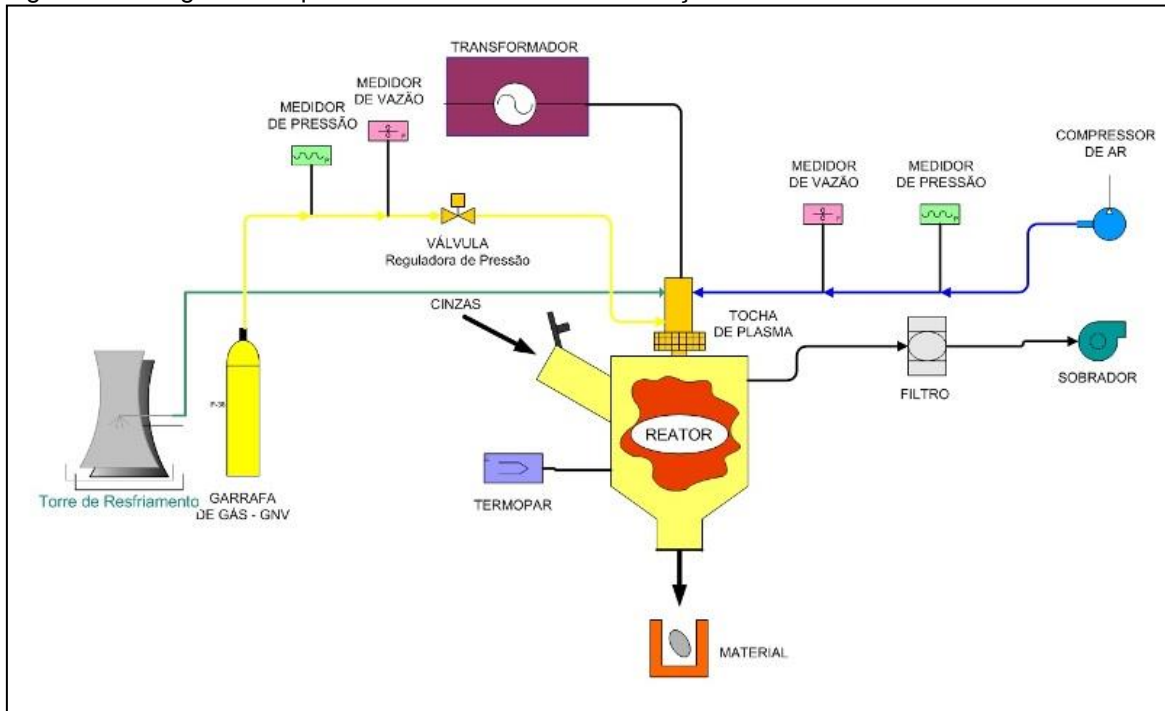 TRANSFORMADOR
MEDIDOR
DE VAZÃO
MEDIDOR
DE PRESSÃO
COMPRESSOR
DE AR
MEDIDOR
DE VAZÃO
MEDIDOR
DE PRESSÃO
VÁLVULA
Reguladora de Pressão
CINZAS
TOCHA
DE PLASMA
FILTRO
SOBRADOR
REATOR
P-38
TERMOPAR
Torre de Resfriamento
GARRAFA
DE GÁS - GNV
MATERIAL